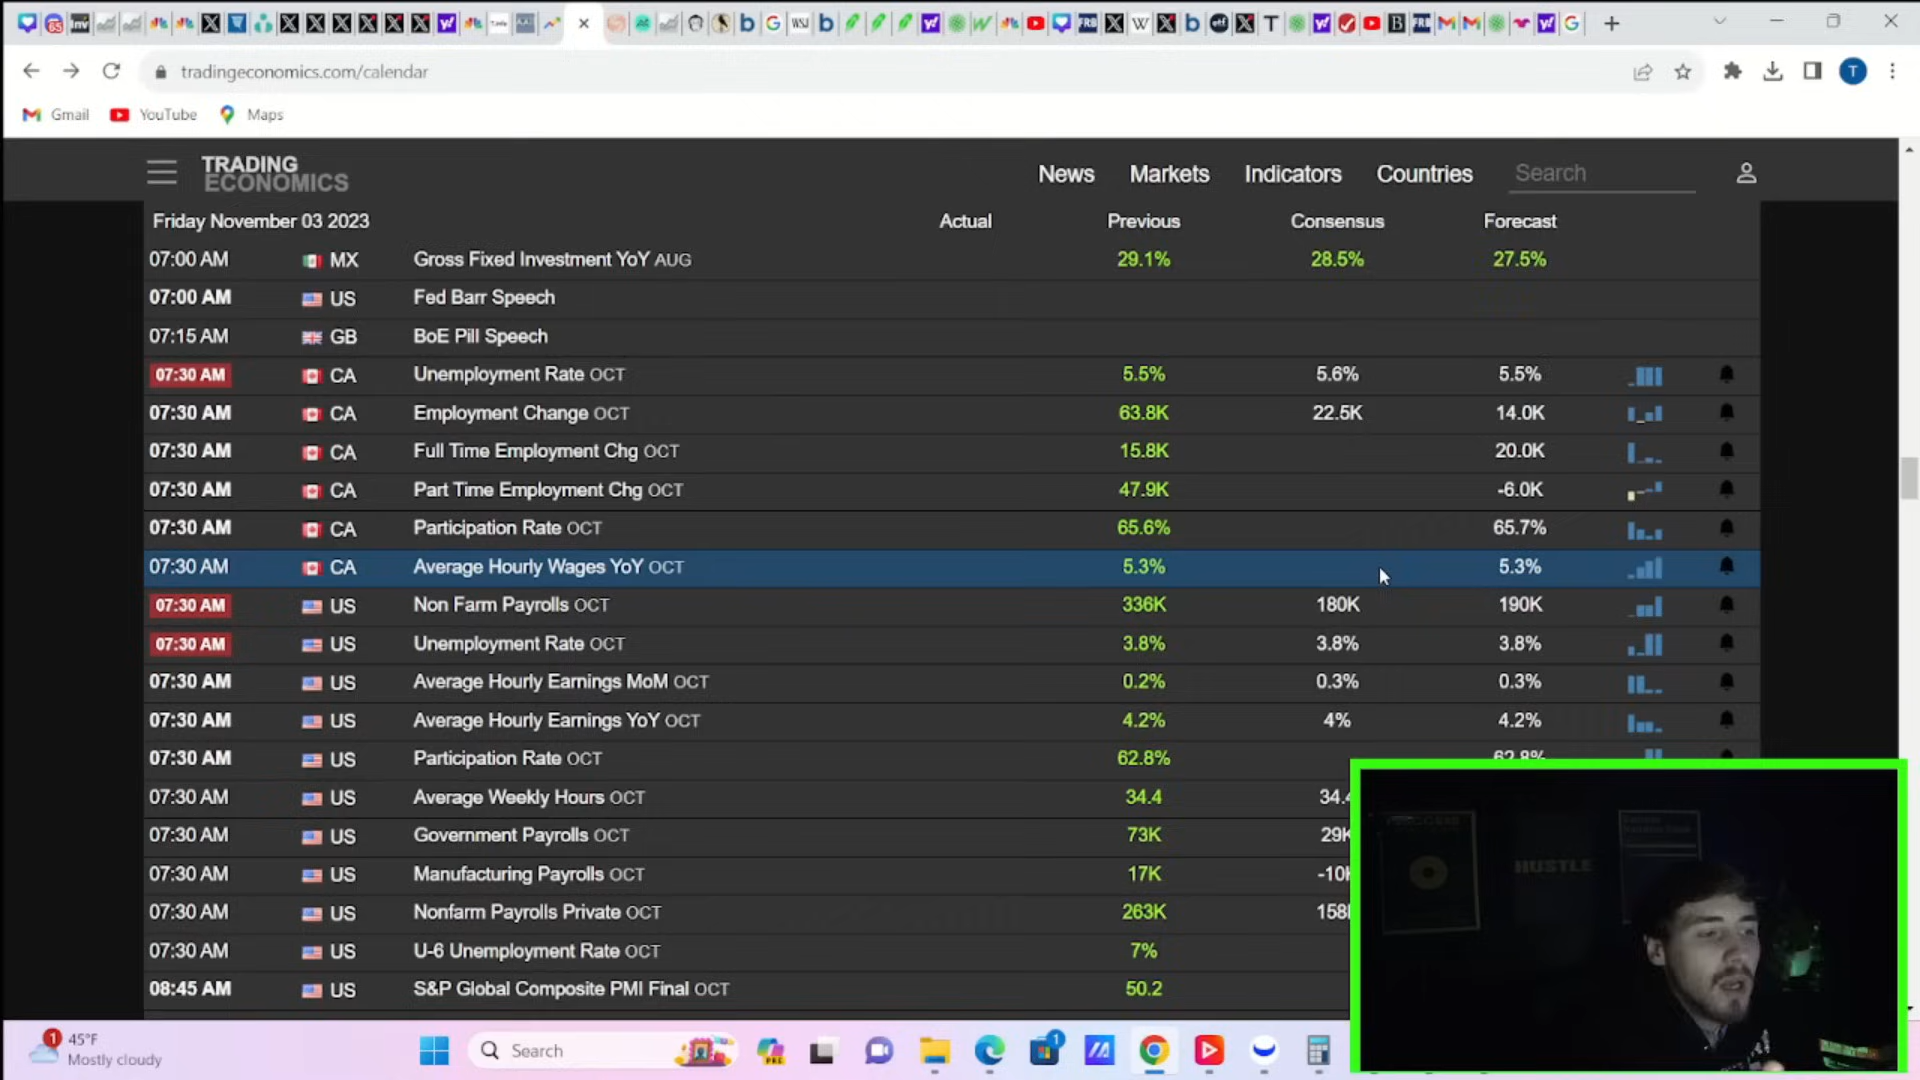 tradingeconomics.com/calendar
T
Gmail YouTube Maps
TRADING
ECONOMICS
News Markets Indicators Countries Search
Friday November 03 2023 Actual Previous Consensus Forecast
07:00 AM MX Gross Fixed Investment YoY AUG 29.1% 28.5% 27.5%
07:00 AM US Fed Barr Speech
07:15 AM GB BoE Pill Speech
07:30 AM CA Unemployment Rate OCT 5.5% 5.6% 5.5%
07:30 AM CA Employment Change OCT 63.8K 22.5K 14.0K
07:30 AM CA Full Time Employment Chg OCT 15.8K 20.0K
07:30 AM CA Part Time Employment Chg OCT 47.9K -6.0K
07:30 AM CA Participation Rate OCT 65.6% 65.7%
07:30 AM CA Average Hourly Wages YoY OCT 5.3% 5.3%
07:30 AM US Non Farm Payrolls OCT 336K 180K 190K
07:30 AM US Unemployment Rate OCT 3.8% 3.8% 3.8%
07:30 AM US Average Hourly Earnings MoM OCT 0.2% 0.3% 0.3%
07:30 AM US Average Hourly Earnings YoY OCT 4.2% 4% 4.2%
07:30 AM US Participation Rate OCT 62.8% 62.8%
07:30 AM US Average Weekly Hours OCT 34.4 34.4
07:30 AM US Government Payrolls OCT 73K 29K
07:30 AM US Manufacturing Payrolls OCT 17K -10K
07:30 AM US Nonfarm Payrolls Private OCT 263K 158K
07:30 AM US U-6 Unemployment Rate OCT 7%
08:45 AM US S&P Global Composite PMI Final OCT 50.2
HUSTLE
1
45°F
Mostly cloudy
Search
PRE
1